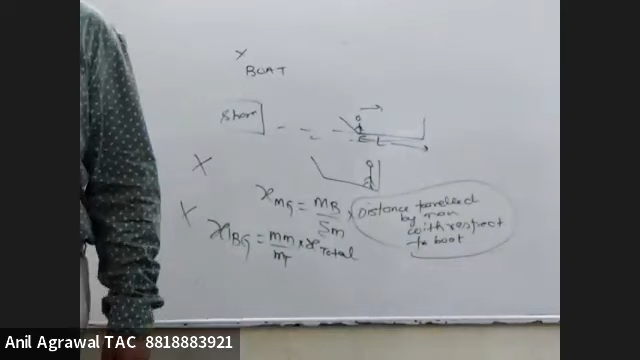 Y
BOAT
Shore
L
X
X
x_MG = m_B/Σm × Distance travelled
by man
with respect
to boat
x_BG = m_m/m_T × x_Total
Anil Agrawal TAC 8818883921